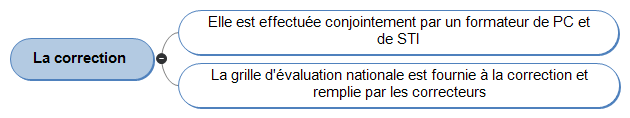 La correction
Elle est effectuée conjointement par un formateur de PC et
de STI
La grille d'évaluation nationale est fournie à la correction et
remplie par les correcteurs